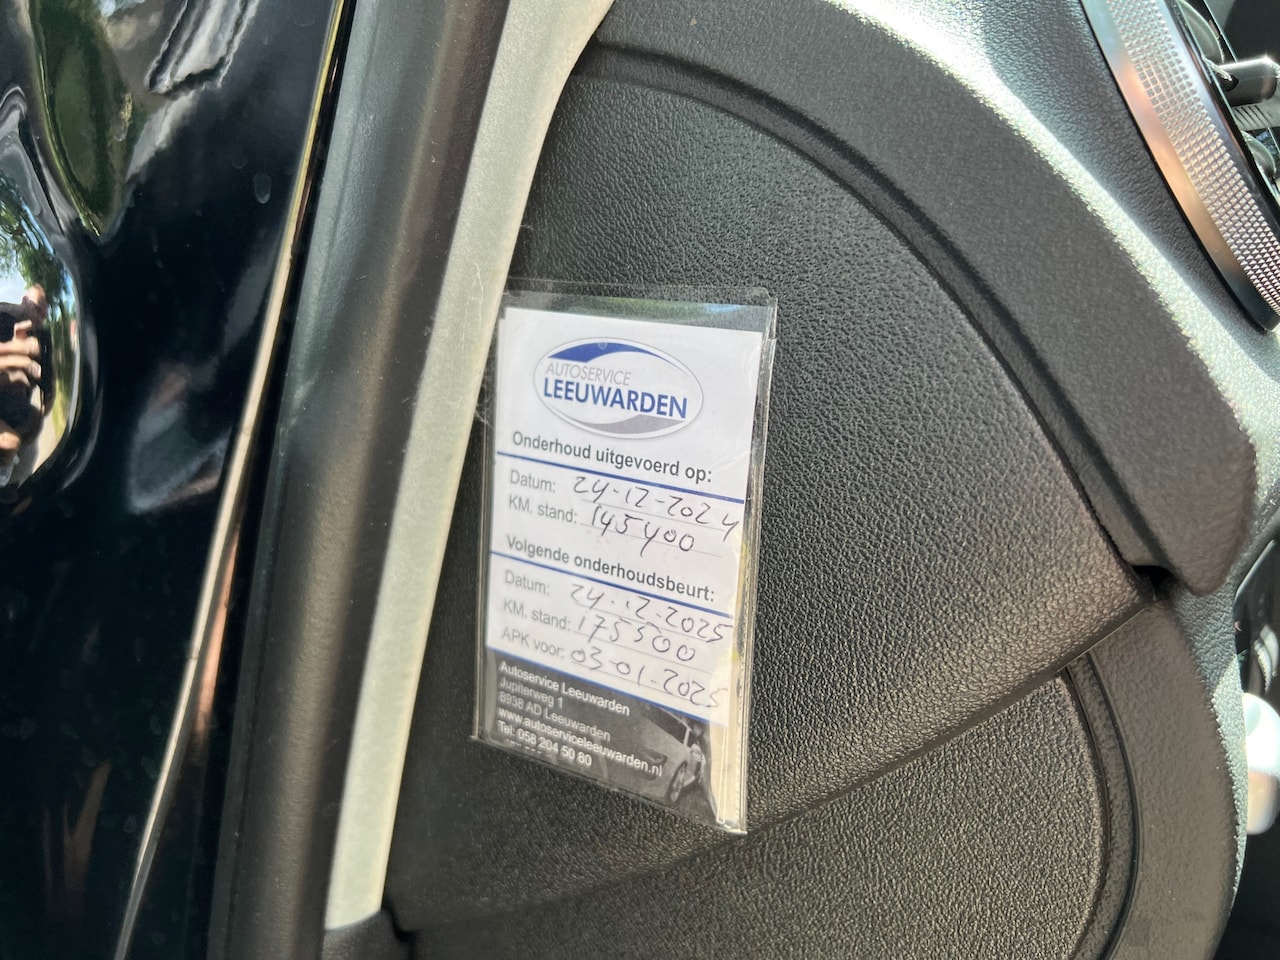 AUTOSERVICE
LEEUWARDEN
Onderhoud uitgevoerd op:
Datum: 24-12-2024
KM. stand: 145400
Volgende onderhoudsbeurt:
Datum: 24-12-2025
KM. stand: 175500
APK voor: 03-01-2025
Autoservice Leeuwarden
Jupiterweg 1
8938 AD Leeuwarden
www.autoserviceleeuwarden.nl
Tel: 058 204 50 80